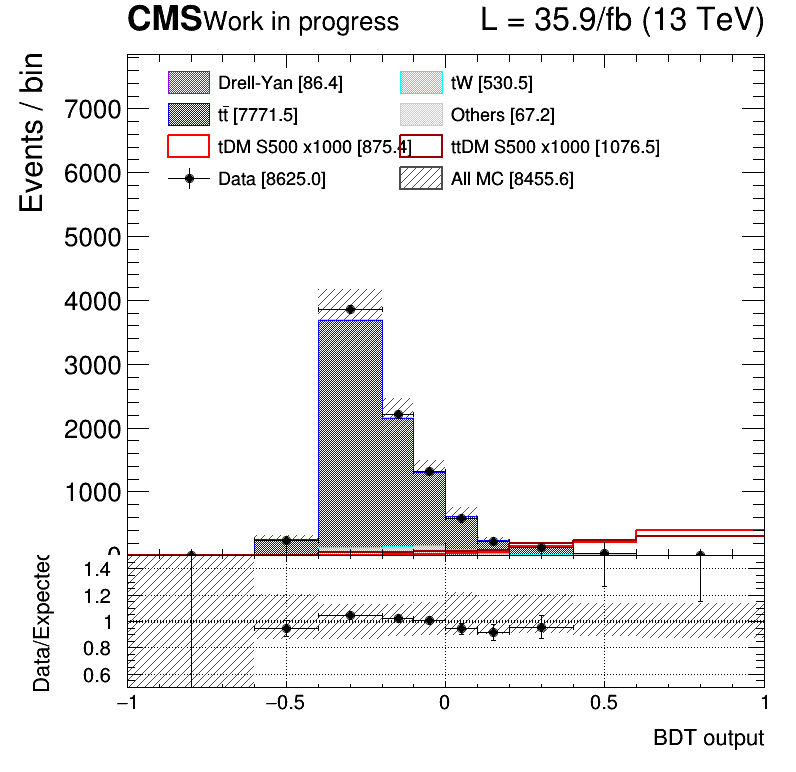 CMS Work in progress L = 35.9/fb (13 TeV)
Events / bin
Drell-Yan [86.4] tW [530.5]
tt̄ [7771.5] Others [67.2]
tDM S500 x1000 [875.4] ttDM S500 x1000 [1076.5]
Data [8625.0] All MC [8455.6]
7000
6000
5000
4000
3000
2000
1000
0
Data/Expected
1.4
1.2
1
0.8
0.6
−1 −0.5 0 0.5 1
BDT output